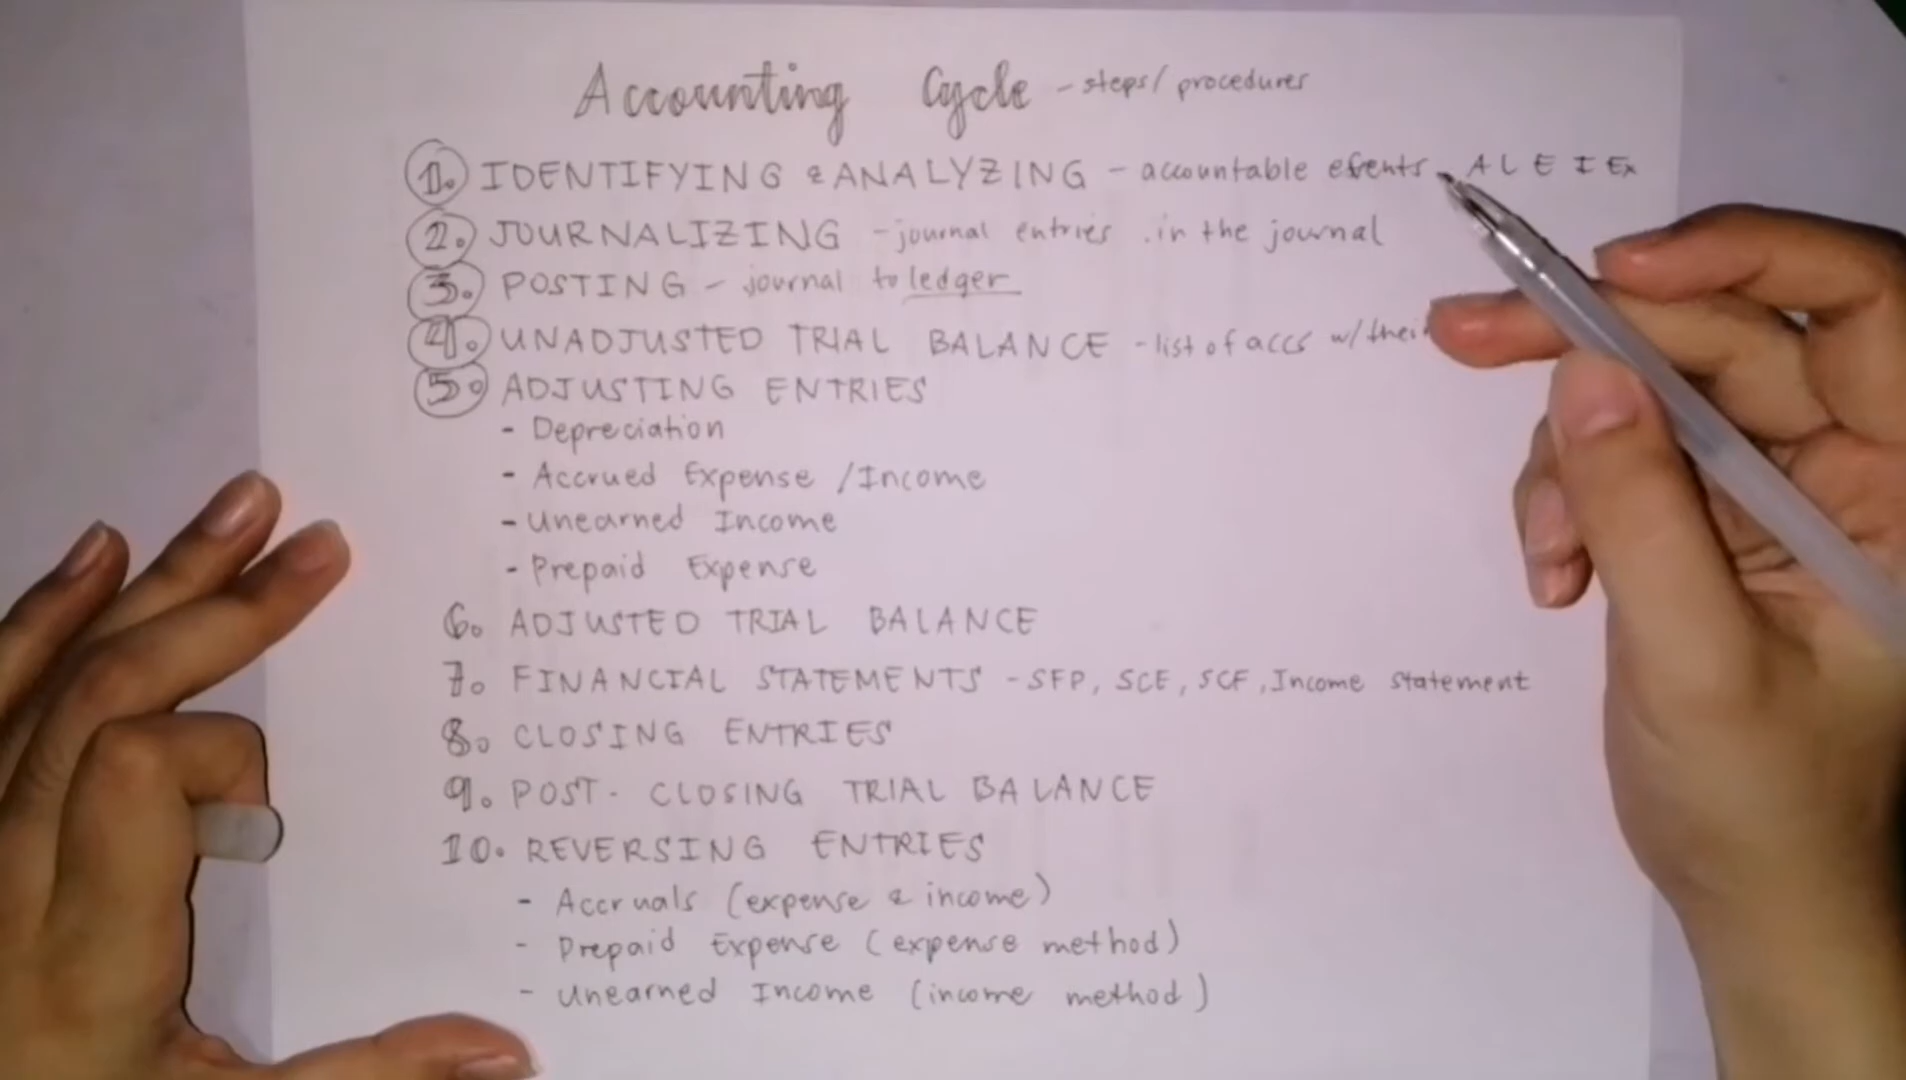 Accounting Cycle - steps/procedures
1. IDENTIFYING & ANALYZING - accountable events A L E I Ex
2. JOURNALIZING - journal entries in the journal
3. POSTING - journal to ledger
4. UNADJUSTED TRIAL BALANCE - list of accs w/
5. ADJUSTING ENTRIES
- Depreciation
- Accrued Expense / Income
- Unearned Income
- Prepaid Expense
6. ADJUSTED TRIAL BALANCE
7. FINANCIAL STATEMENTS - SFP, SCE, SCF, Income Statement
8. CLOSING ENTRIES
9. POST - CLOSING TRIAL BALANCE
10. REVERSING ENTRIES
- Accruals (expense & income)
- Prepaid Expense (expense method)
- Unearned Income (income method)